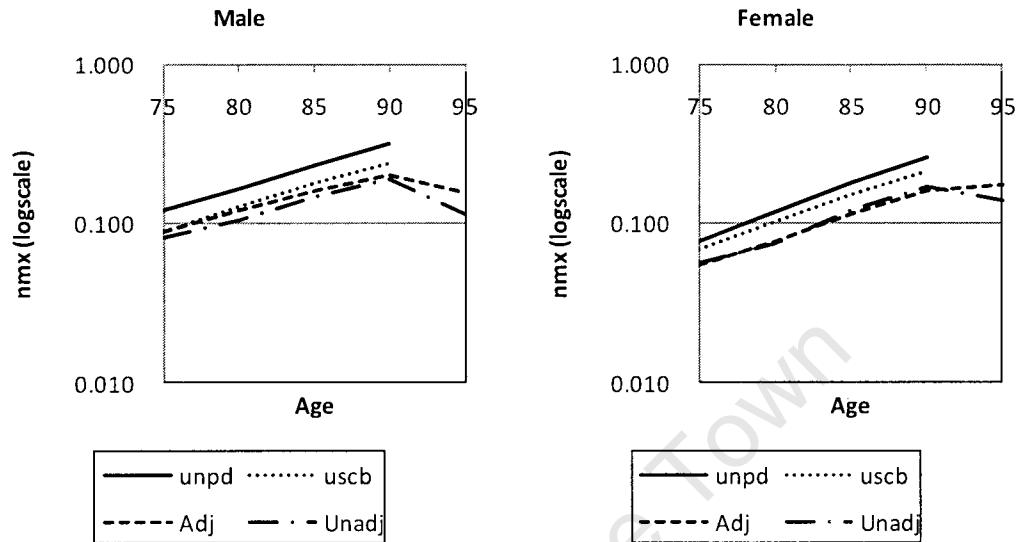 Male
1.000
75 80 85 90 95
0.100
0.010
nmx (logscale)
Age
unpd uscb
Adj Unadj
Female
1.000
75 80 85 90 95
0.100
0.010
nmx (logscale)
Age
unpd uscb
Adj Unadj
Town